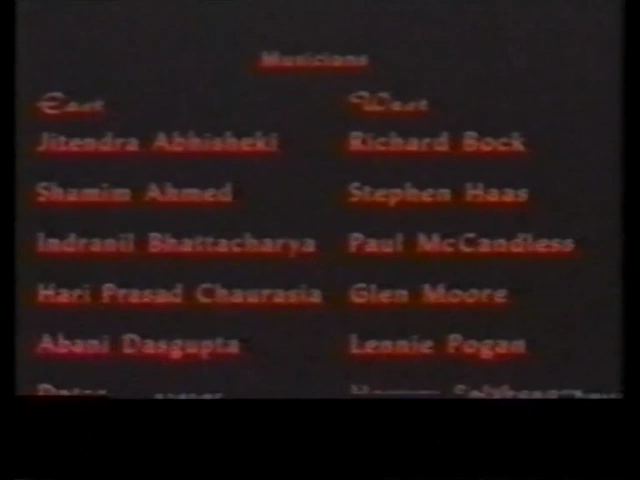 Musicians
East West
Jitendra Abhisheki Richard Bock
Shamim Ahmed Stephen Haas
Indranil Bhattacharya Paul McCandless
Hari Prasad Chaurasia Glen Moore
Abani Dasgupta Lennie Pogan